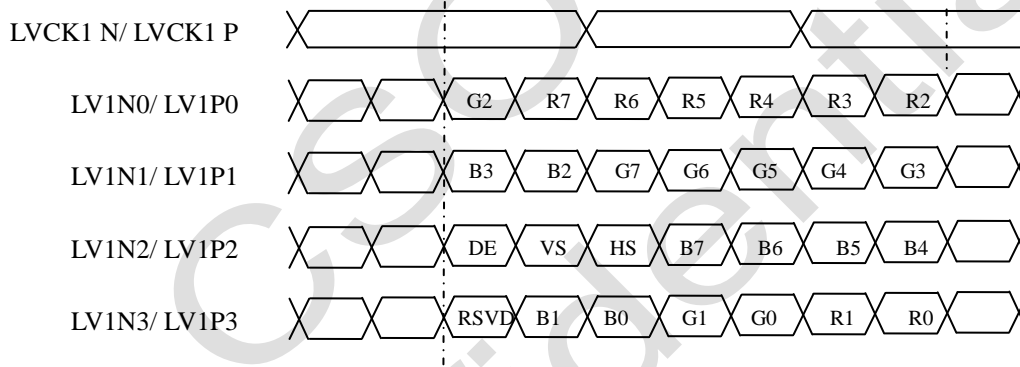 LVCK1 N/ LVCK1 P
LV1N0/ LV1P0 G2 R7 R6 R5 R4 R3 R2
LV1N1/ LV1P1 B3 B2 G7 G6 G5 G4 G3
LV1N2/ LV1P2 DE VS HS B7 B6 B5 B4
LV1N3/ LV1P3 RSVD B1 B0 G1 G0 R1 R0